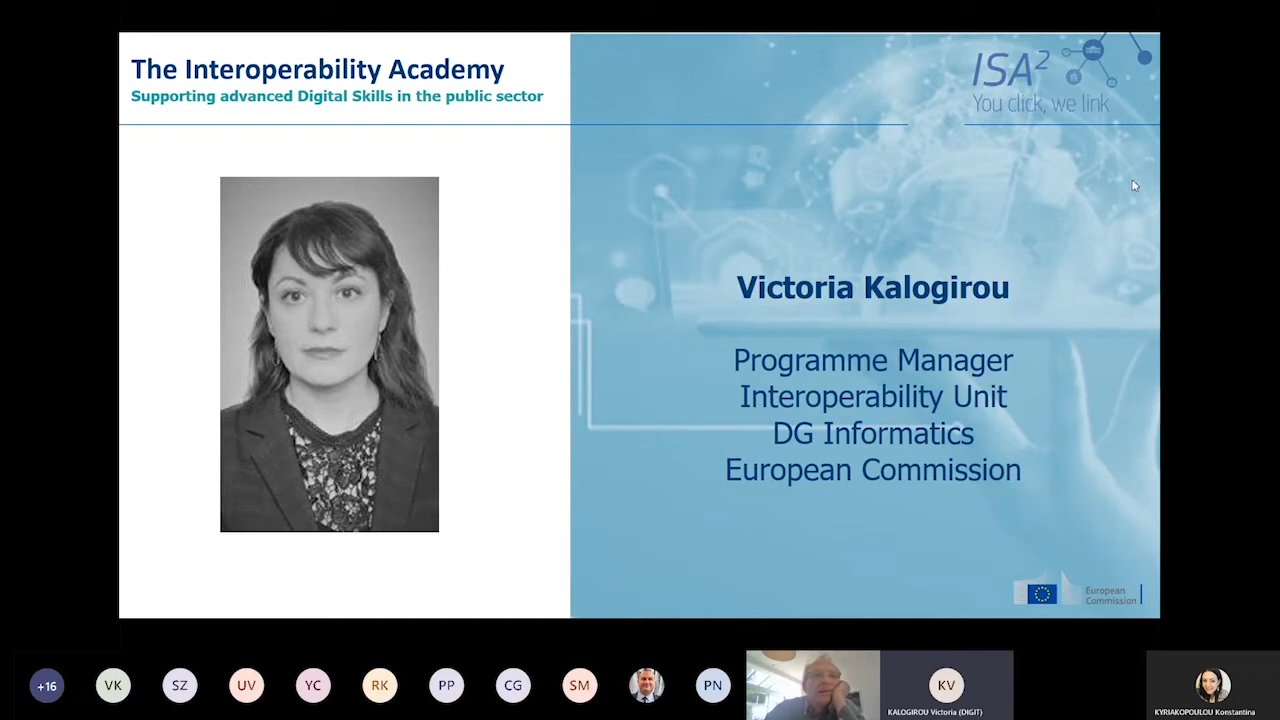 The Interoperability Academy
Supporting advanced Digital Skills in the public sector
ISA²
You click, we link
Victoria Kalogirou
Programme Manager
Interoperability Unit
DG Informatics
European Commission
European
Commission
+16
VK
SZ
UV
YC
RK
PP
CG
SM
PN
KV
KALOGIROU Victoria (DIGIT)
KYRIAKOPOULOU Konstantina